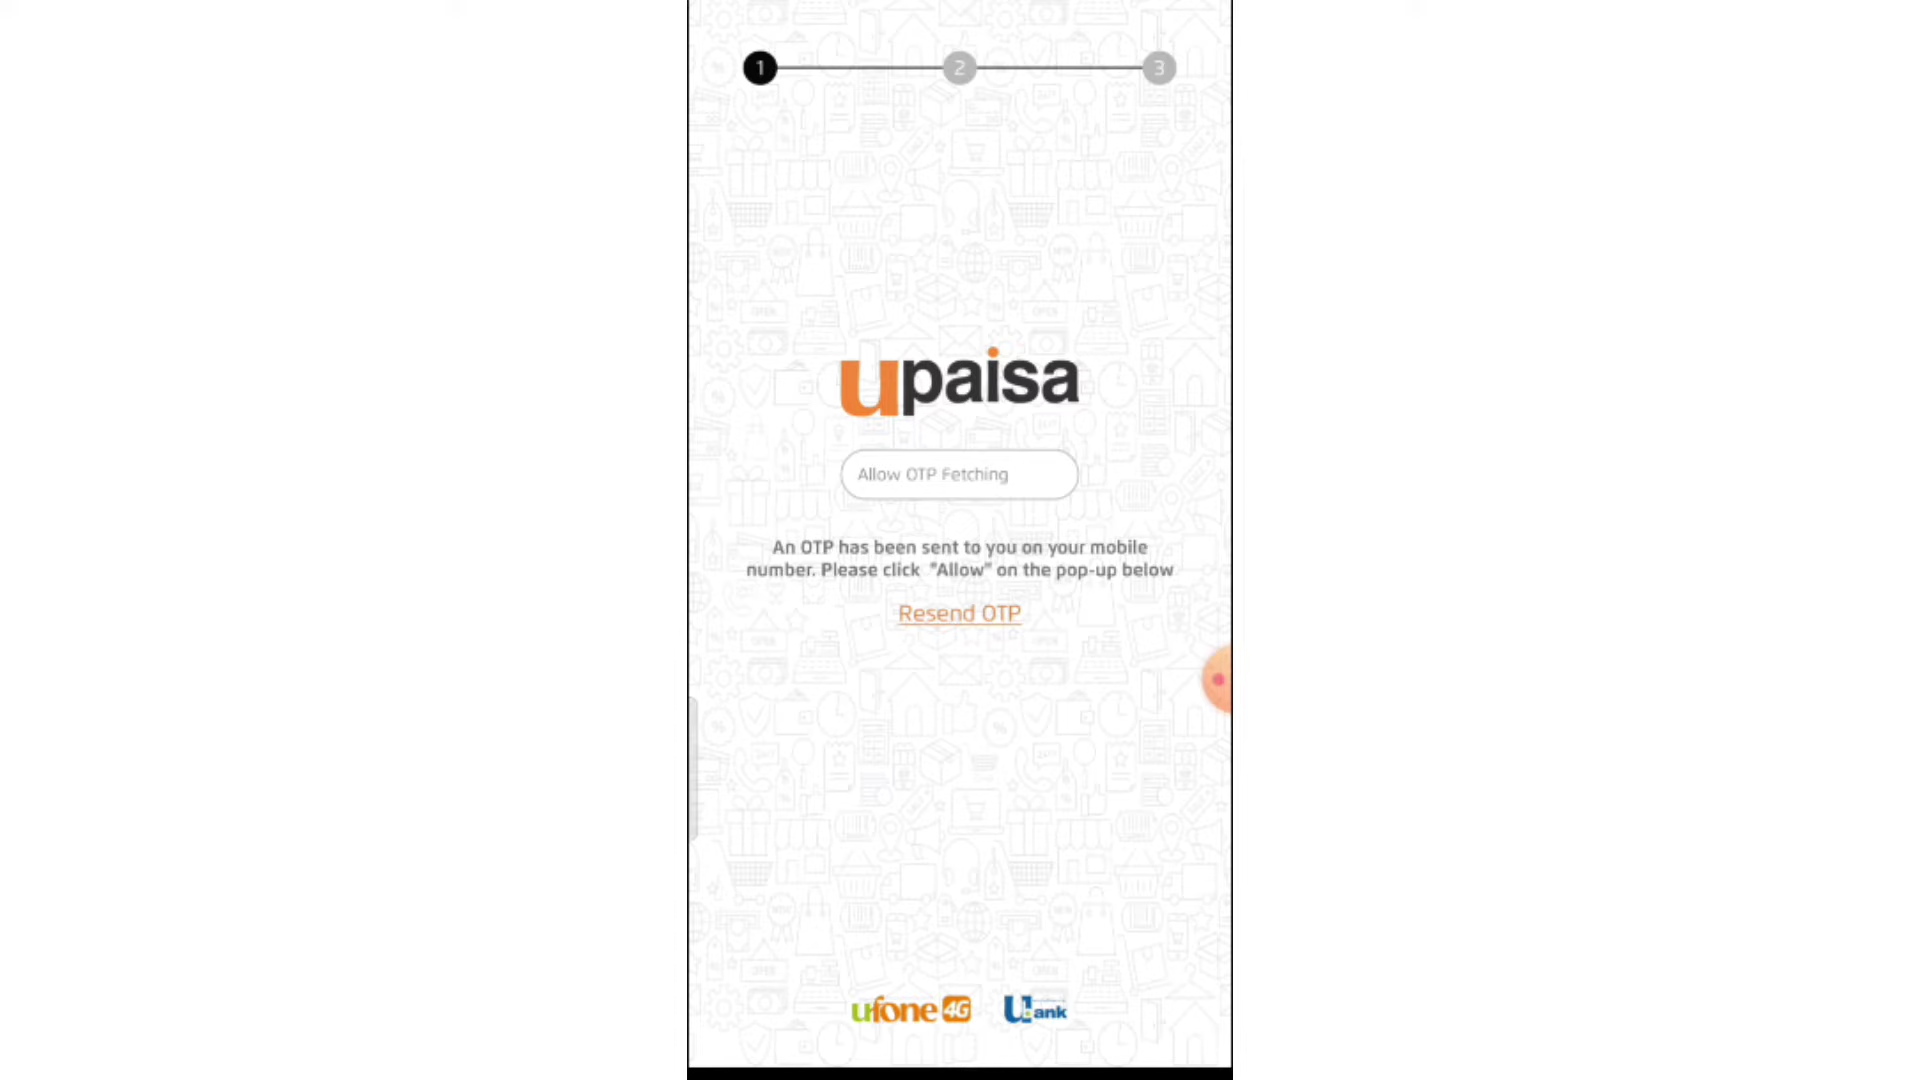 1 2 3
upaisa
Allow OTP Fetching
An OTP has been sent to you on your mobile
number. Please click "Allow" on the pop-up below
Resend OTP
ufone 4G U.ank